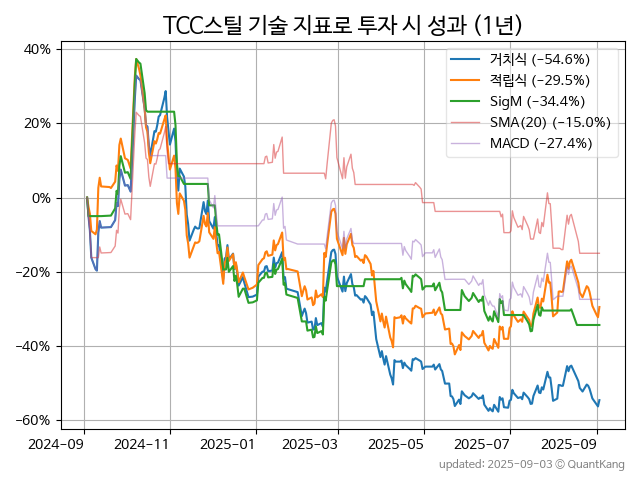 TCC스틸 기술 지표로 투자 시 성과 (1년)
40%
20%
0%
−20%
−40%
−60%
거치식 (−54.6%)
적립식 (−29.5%)
SigM (−34.4%)
SMA(20) (−15.0%)
MACD (−27.4%)
2024-09 2024-11 2025-01 2025-03 2025-05 2025-07 2025-09
updated: 2025-09-03 © QuantKang